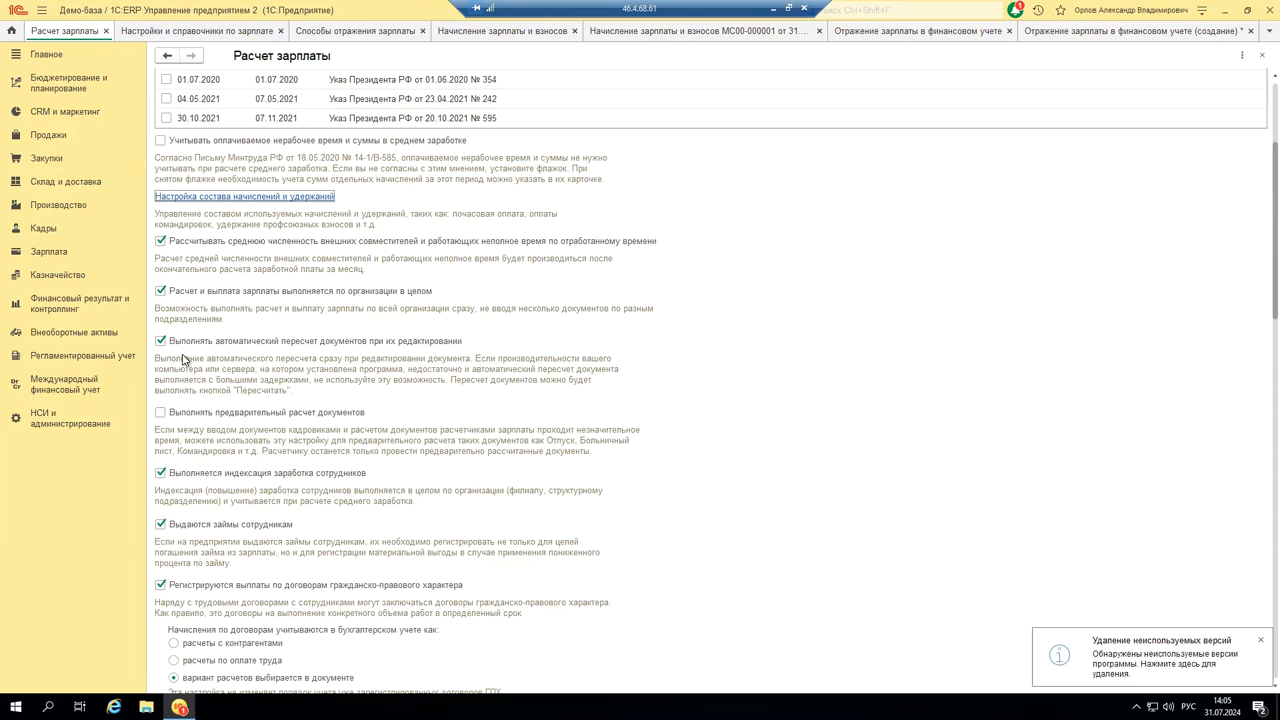 Демо-база / 1С:ERP Управление предприятием 2 (1С:Предприятие)
46.4.68.61
Ctrl+Shift+F
Орлов Александр Владимирович
Расчет зарплаты ×
Настройки и справочники по зарплате ×
Способы отражения зарплаты ×
Начисление зарплаты и взносов ×
Начисление зарплаты и взносов МС00-000001 от 31.... ×
Отражение зарплаты в финансовом учете ×
Отражение зарплаты в финансовом учете (создание) * ×
Главное
Бюджетирование и
планирование
CRM и маркетинг
Продажи
Закупки
Склад и доставка
Производство
Кадры
Зарплата
Казначейство
Финансовый результат и
контроллинг
Внеоборотные активы
Регламентированный учет
Международный
финансовый учет
НСИ и
администрирование
Расчет зарплаты
01.07.2020 01.07.2020 Указ Президента РФ от 01.06.2020 № 354
04.05.2021 07.05.2021 Указ Президента РФ от 23.04.2021 № 242
30.10.2021 07.11.2021 Указ Президента РФ от 20.10.2021 № 595
Учитывать оплачиваемое нерабочее время и суммы в среднем заработке
Согласно Письму Минтруда РФ от 18.05.2020 № 14-1/В-585, оплачиваемое нерабочее время и суммы не нужно
учитывать при расчете среднего заработка. Если вы не согласны с этим мнением, установите флажок. При
снятом флажке необходимость учета сумм отдельных начислений за этот период можно указать в их карточке.
Настройка состава начислений и удержаний
Управление составом используемых начислений и удержаний, таких как: почасовая оплата, оплаты
командировок, удержание профсоюзных взносов и т.д.
Рассчитывать среднюю численность внешних совместителей и работающих неполное время по отработанному времени
Расчет средней численности внешних совместителей и работающих неполное время будет производиться после
окончательного расчета заработной платы за месяц.
Расчет и выплата зарплаты выполняется по организации в целом
Возможность выполнять расчет и выплату зарплаты по всей организации сразу, не вводя несколько документов по разным
подразделениям.
Выполнять автоматический пересчет документов при их редактировании
Выполнение автоматического пересчета сразу при редактировании документа. Если производительности вашего
компьютера или сервера, на котором установлена программа, недостаточно и автоматический пересчет документа
выполняется с большими задержками, не используйте эту возможность. Пересчет документов можно будет
выполнять кнопкой "Пересчитать".
Выполнять предварительный расчет документов
Если между вводом документов кадровиками и расчетом документов расчетчиками зарплаты проходит незначительное
время, можете использовать эту настройку для предварительного расчета таких документов как Отпуск, Больничный
лист, Командировка и т.д. Расчетчику останется только провести предварительно рассчитанные документы.
Выполняется индексация заработка сотрудников
Индексация (повышение) заработка сотрудников выполняется в целом по организации (филиалу, структурному
подразделению) и учитывается при расчете среднего заработка.
Выдаются займы сотрудникам
Если на предприятии выдаются займы сотрудникам, их необходимо регистрировать не только для целей
погашения займа из зарплаты, но и для регистрации материальной выгоды в случае применения пониженного
процента по займу.
Регистрируются выплаты по договорам гражданско-правового характера
Наряду с трудовыми договорами с сотрудниками могут заключаться договоры гражданско-правового характера.
Как правило, это договоры на выполнение конкретного объема работ в определенный срок.
Начисления по договорам учитываются в бухгалтерском учете как:
расчеты с контрагентами
расчеты по оплате труда
вариант расчетов выбирается в документе
Эта настройка не изменяет порядок учета уже зарегистрированных договоров ГПХ
Удаление неиспользуемых версий
Обнаружены неиспользуемые версии
программы. Нажмите здесь для
удаления.
РУС
14:05
31.07.2024
2